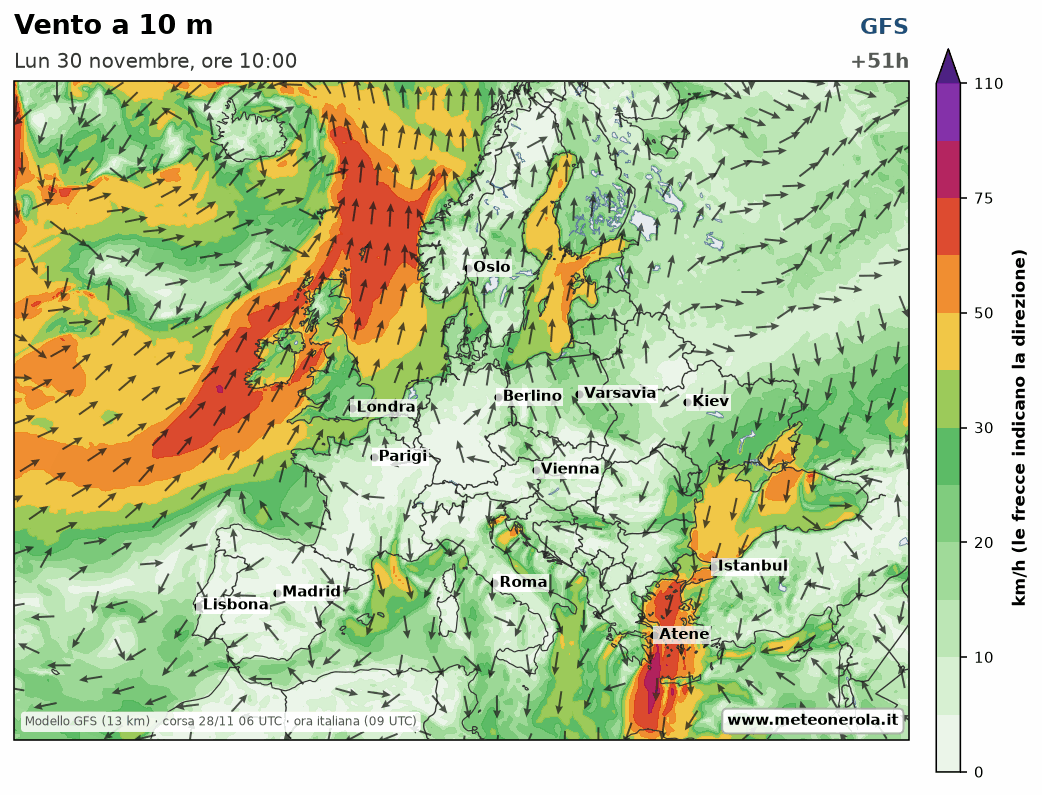 Vento a 10 m
GFS
Lun 30 novembre, ore 10:00
+51h
110
75
50
30
20
10
0
km/h (le frecce indicano la direzione)
Oslo
Londra
Berlino
Varsavia
Kiev
Parigi
Vienna
Istanbul
Roma
Madrid
Lisbona
Atene
Modello GFS (13 km) · corsa 28/11 06 UTC · ora italiana (09 UTC)
www.meteonerola.it